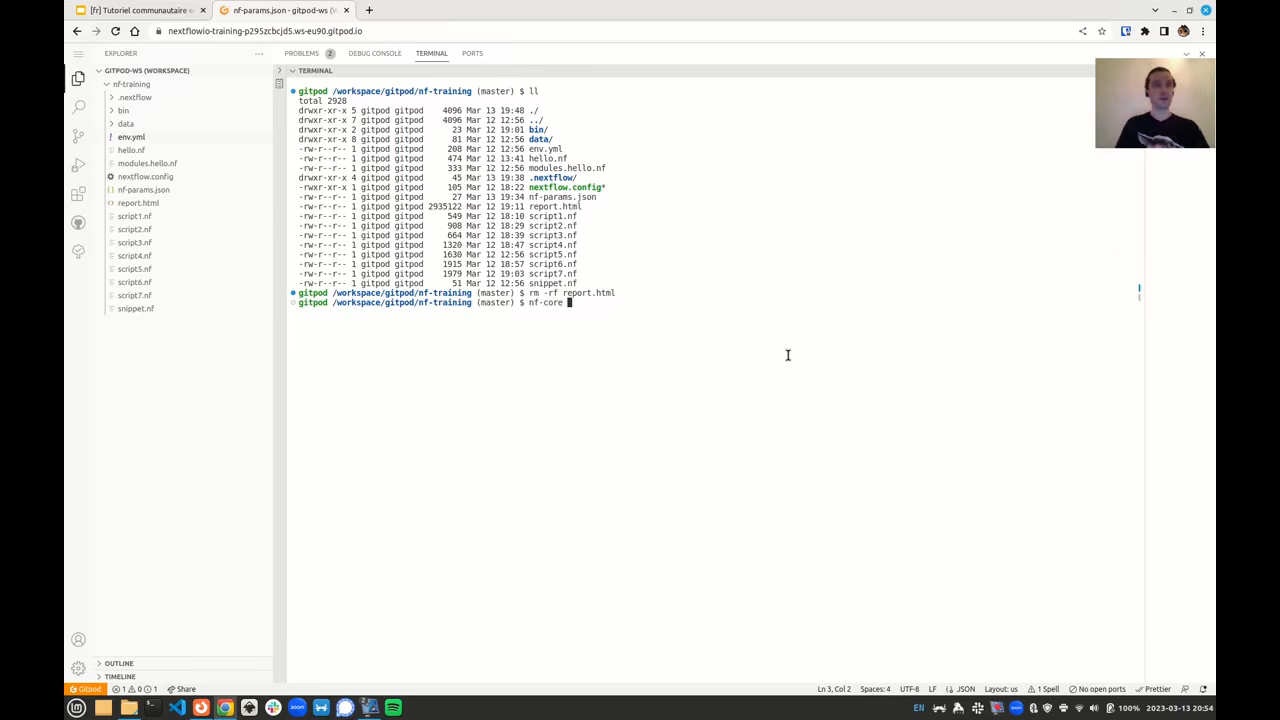 [fr] Tutoriel communautaire e
nf-params.json - gitpod-ws (W
nextflowio-training-p295zcbcjd5.ws-eu90.gitpod.io
EXPLORER
GITPOD-WS (WORKSPACE)
nf-training
.nextflow
bin
data
env.yml
hello.nf
modules.hello.nf
nextflow.config
nf-params.json
report.html
script1.nf
script2.nf
script3.nf
script4.nf
script5.nf
script6.nf
script7.nf
snippet.nf
OUTLINE
TIMELINE
PROBLEMS 2 DEBUG CONSOLE TERMINAL PORTS
TERMINAL
gitpod /workspace/gitpod/nf-training (master) $ ll
total 2928
drwxr-xr-x 5 gitpod gitpod 4096 Mar 13 19:48 ./
drwxr-xr-x 7 gitpod gitpod 4096 Mar 12 12:56 ../
drwxr-xr-x 2 gitpod gitpod 23 Mar 12 19:01 bin/
drwxr-xr-x 8 gitpod gitpod 81 Mar 12 12:56 data/
-rw-r--r-- 1 gitpod gitpod 208 Mar 12 12:56 env.yml
-rw-r--r-- 1 gitpod gitpod 474 Mar 12 13:41 hello.nf
-rw-r--r-- 1 gitpod gitpod 333 Mar 12 12:56 modules.hello.nf
drwxr-xr-x 4 gitpod gitpod 45 Mar 13 19:38 .nextflow/
-rwxr-xr-x 1 gitpod gitpod 105 Mar 12 18:22 nextflow.config*
-rw-r--r-- 1 gitpod gitpod 27 Mar 13 19:34 nf-params.json
-rw-r--r-- 1 gitpod gitpod 2935122 Mar 12 19:11 report.html
-rw-r--r-- 1 gitpod gitpod 549 Mar 12 18:10 script1.nf
-rw-r--r-- 1 gitpod gitpod 908 Mar 12 18:29 script2.nf
-rw-r--r-- 1 gitpod gitpod 664 Mar 12 18:39 script3.nf
-rw-r--r-- 1 gitpod gitpod 1320 Mar 12 18:47 script4.nf
-rw-r--r-- 1 gitpod gitpod 1630 Mar 12 12:56 script5.nf
-rw-r--r-- 1 gitpod gitpod 1915 Mar 12 18:57 script6.nf
-rw-r--r-- 1 gitpod gitpod 1979 Mar 12 19:03 script7.nf
-rw-r--r-- 1 gitpod gitpod 51 Mar 12 12:56 snippet.nf
gitpod /workspace/gitpod/nf-training (master) $ rm -rf report.html
gitpod /workspace/gitpod/nf-training (master) $ nf-core
Gitpod 1 0 1 Share Ln 3, Col 2 Spaces: 4 UTF-8 LF JSON Layout: us 1 Spell No open ports Prettier
zoom EN zoom 100% 2023-03-13 20:54